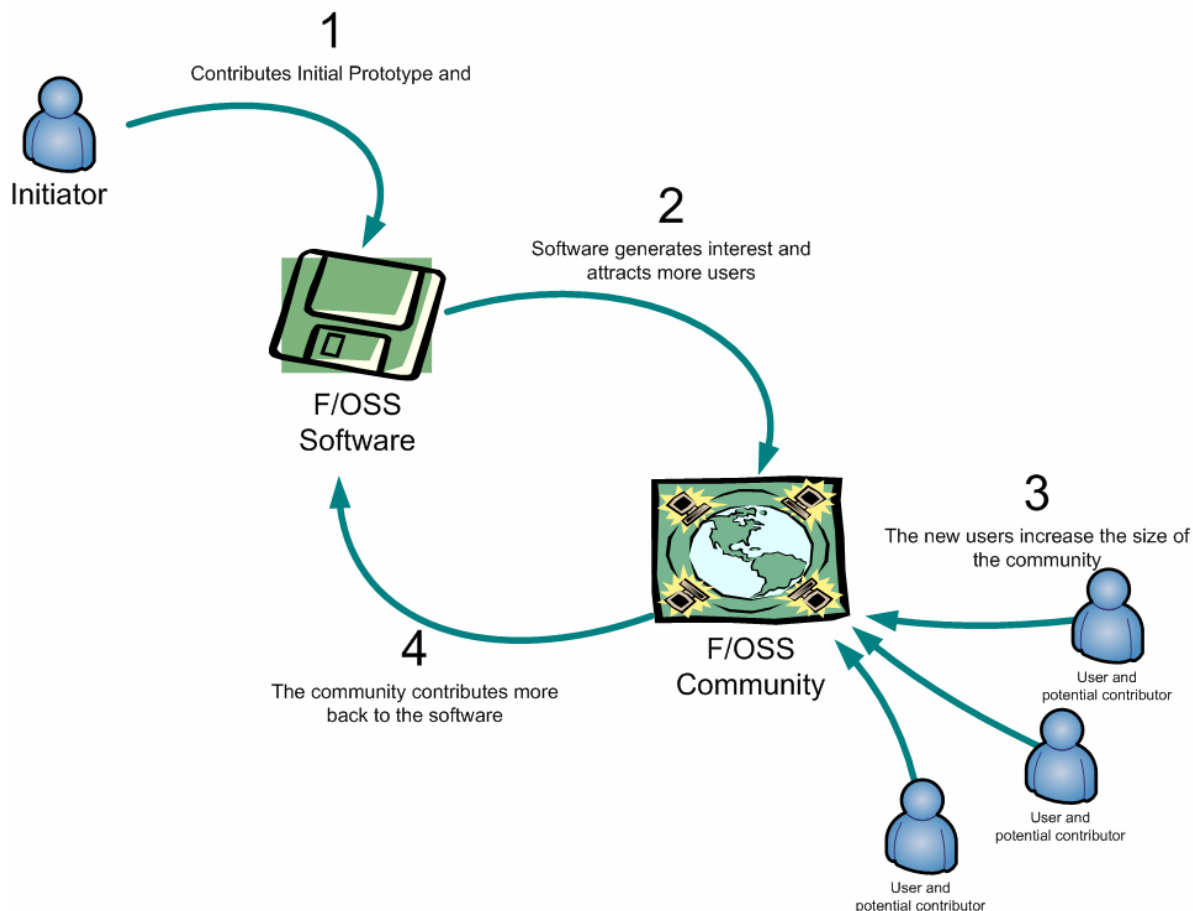 1
Contributes Initial Prototype and
Initiator
2
Software generates interest and
attracts more users
F/OSS
Software
3
The new users increase the size of
the community
F/OSS
Community
4
The community contributes more
back to the software
User and
potential contributor
User and
potential contributor
User and
potential contributor